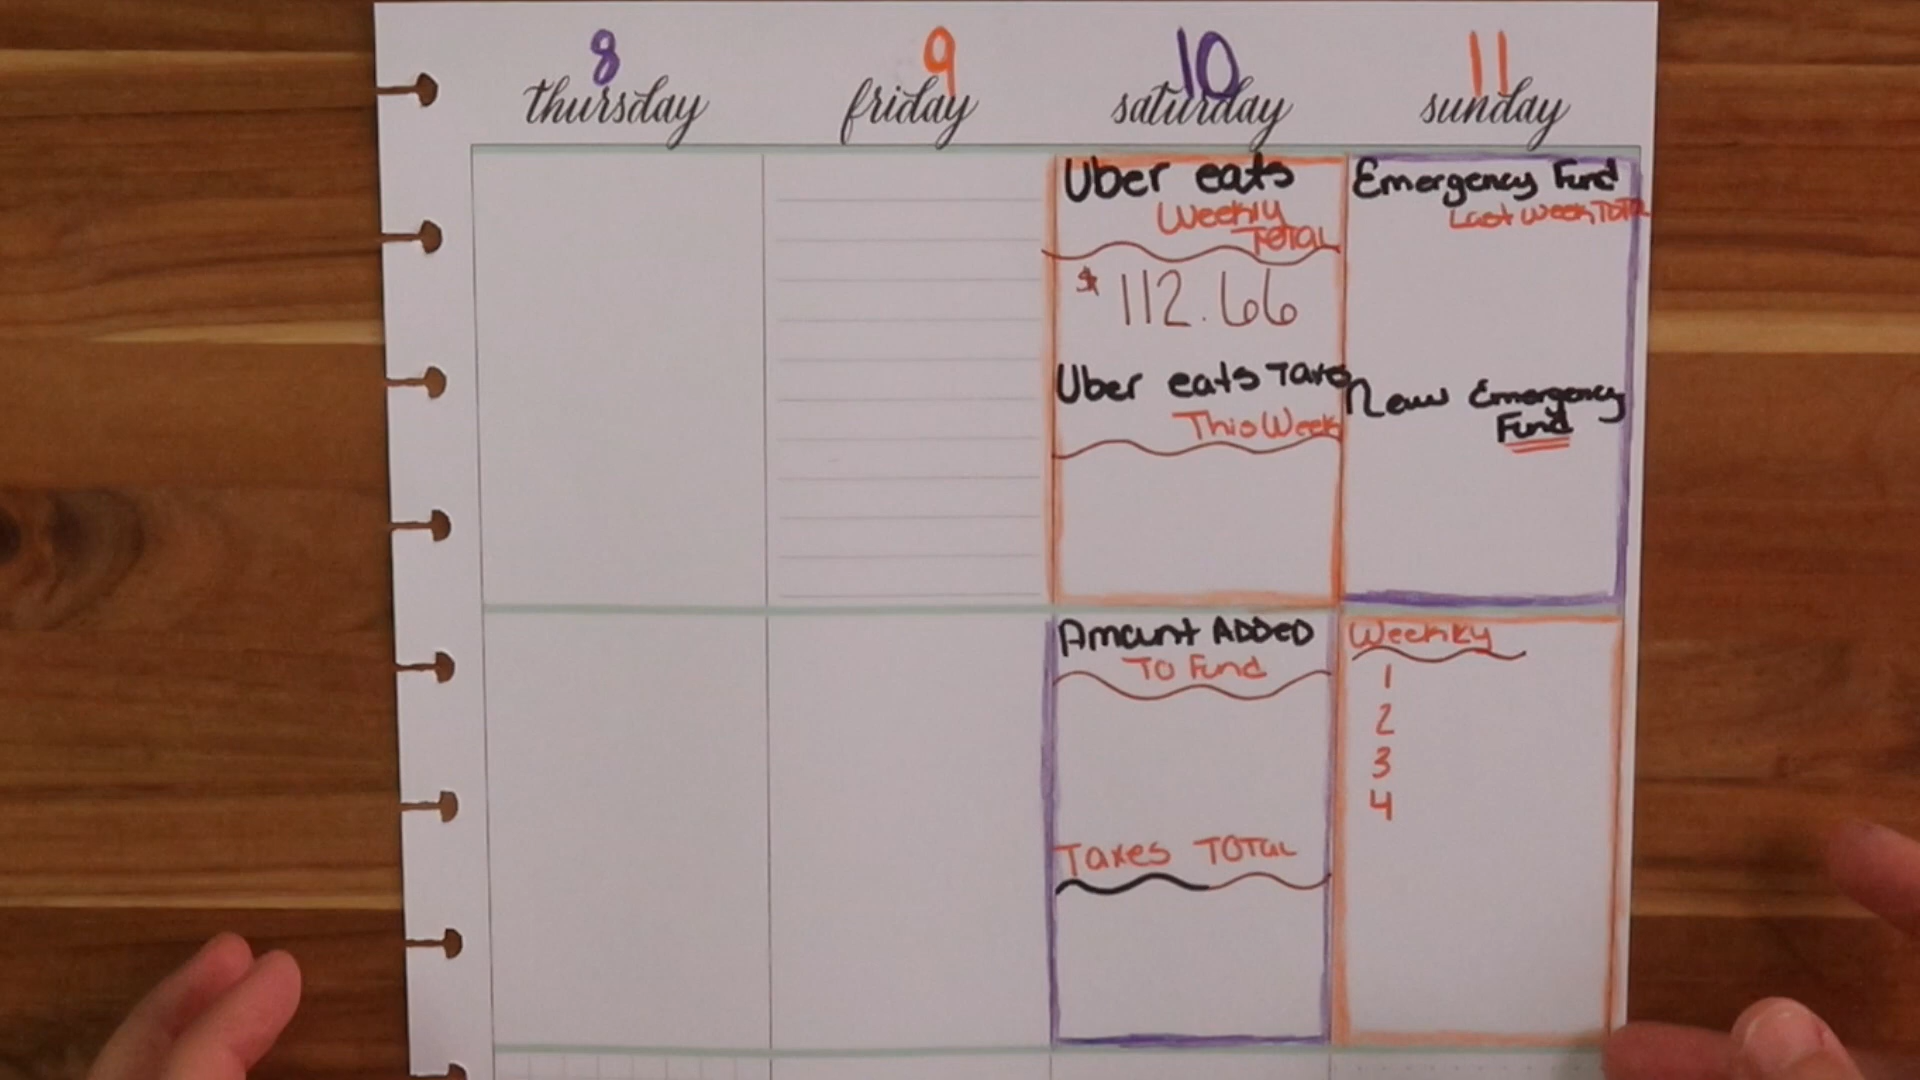 8 9 10 11
thursday friday saturday sunday
Uber eats
Weekly
TOTAL
$112.66
Uber eats Taxes
This Week
Emergency Fund
Last Week TOTAL
New Emergency
Fund
Amount ADDED
To Fund
Taxes TOTAL
Weekly
1
2
3
4